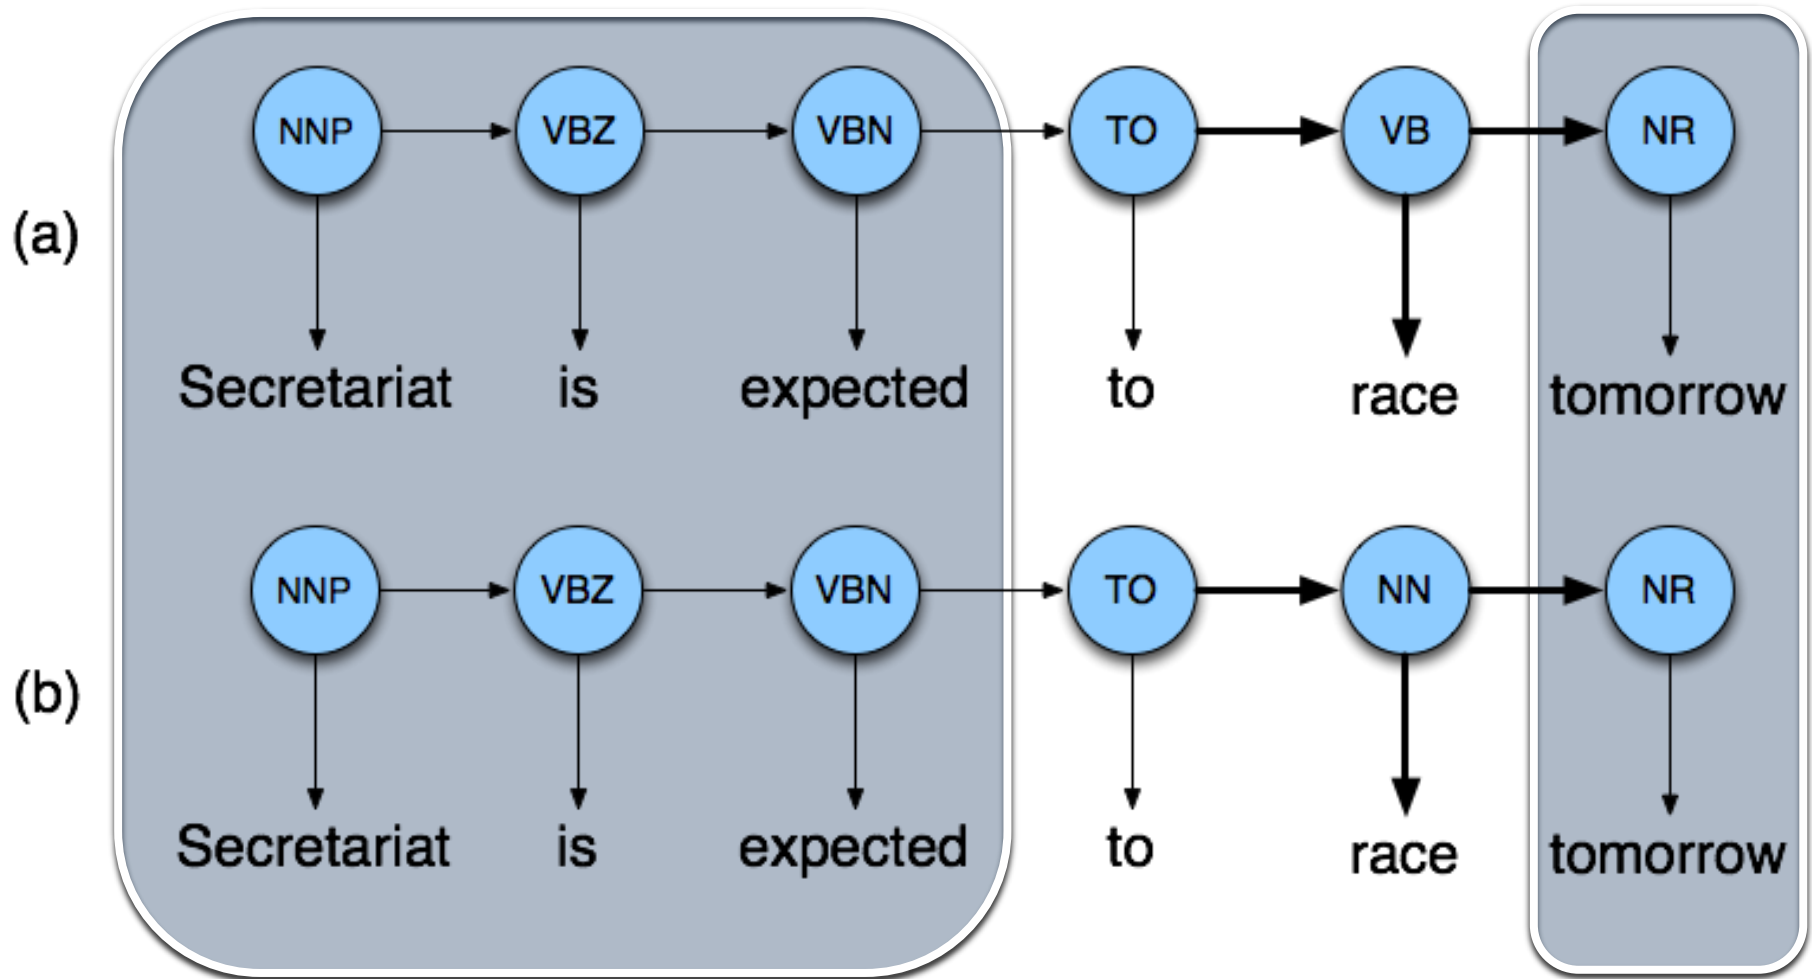 NNP VBZ VBN TO VB NR
(a)
Secretariat is expected to race tomorrow
NNP VBZ VBN TO NN NR
(b)
Secretariat is expected to race tomorrow